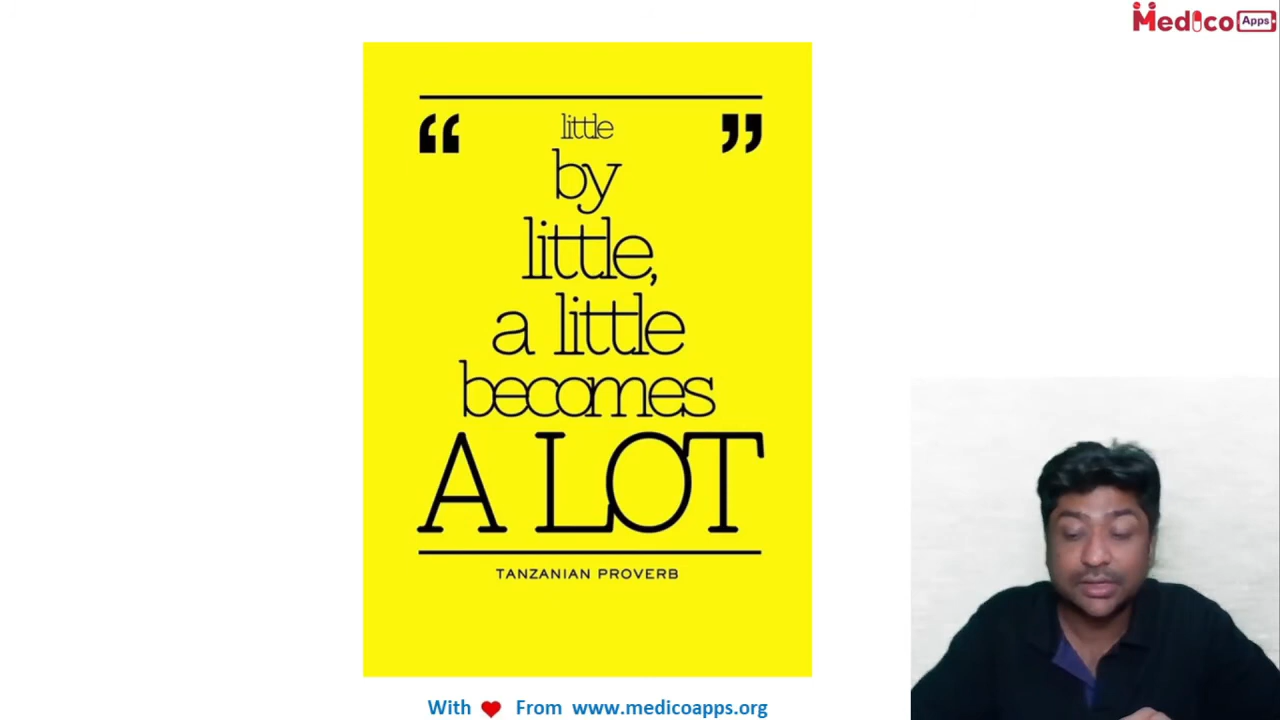 Medico Apps
“ little ”
by
little,
a little
becomes
A LOT
TANZANIAN PROVERB
With From www.medicoapps.org